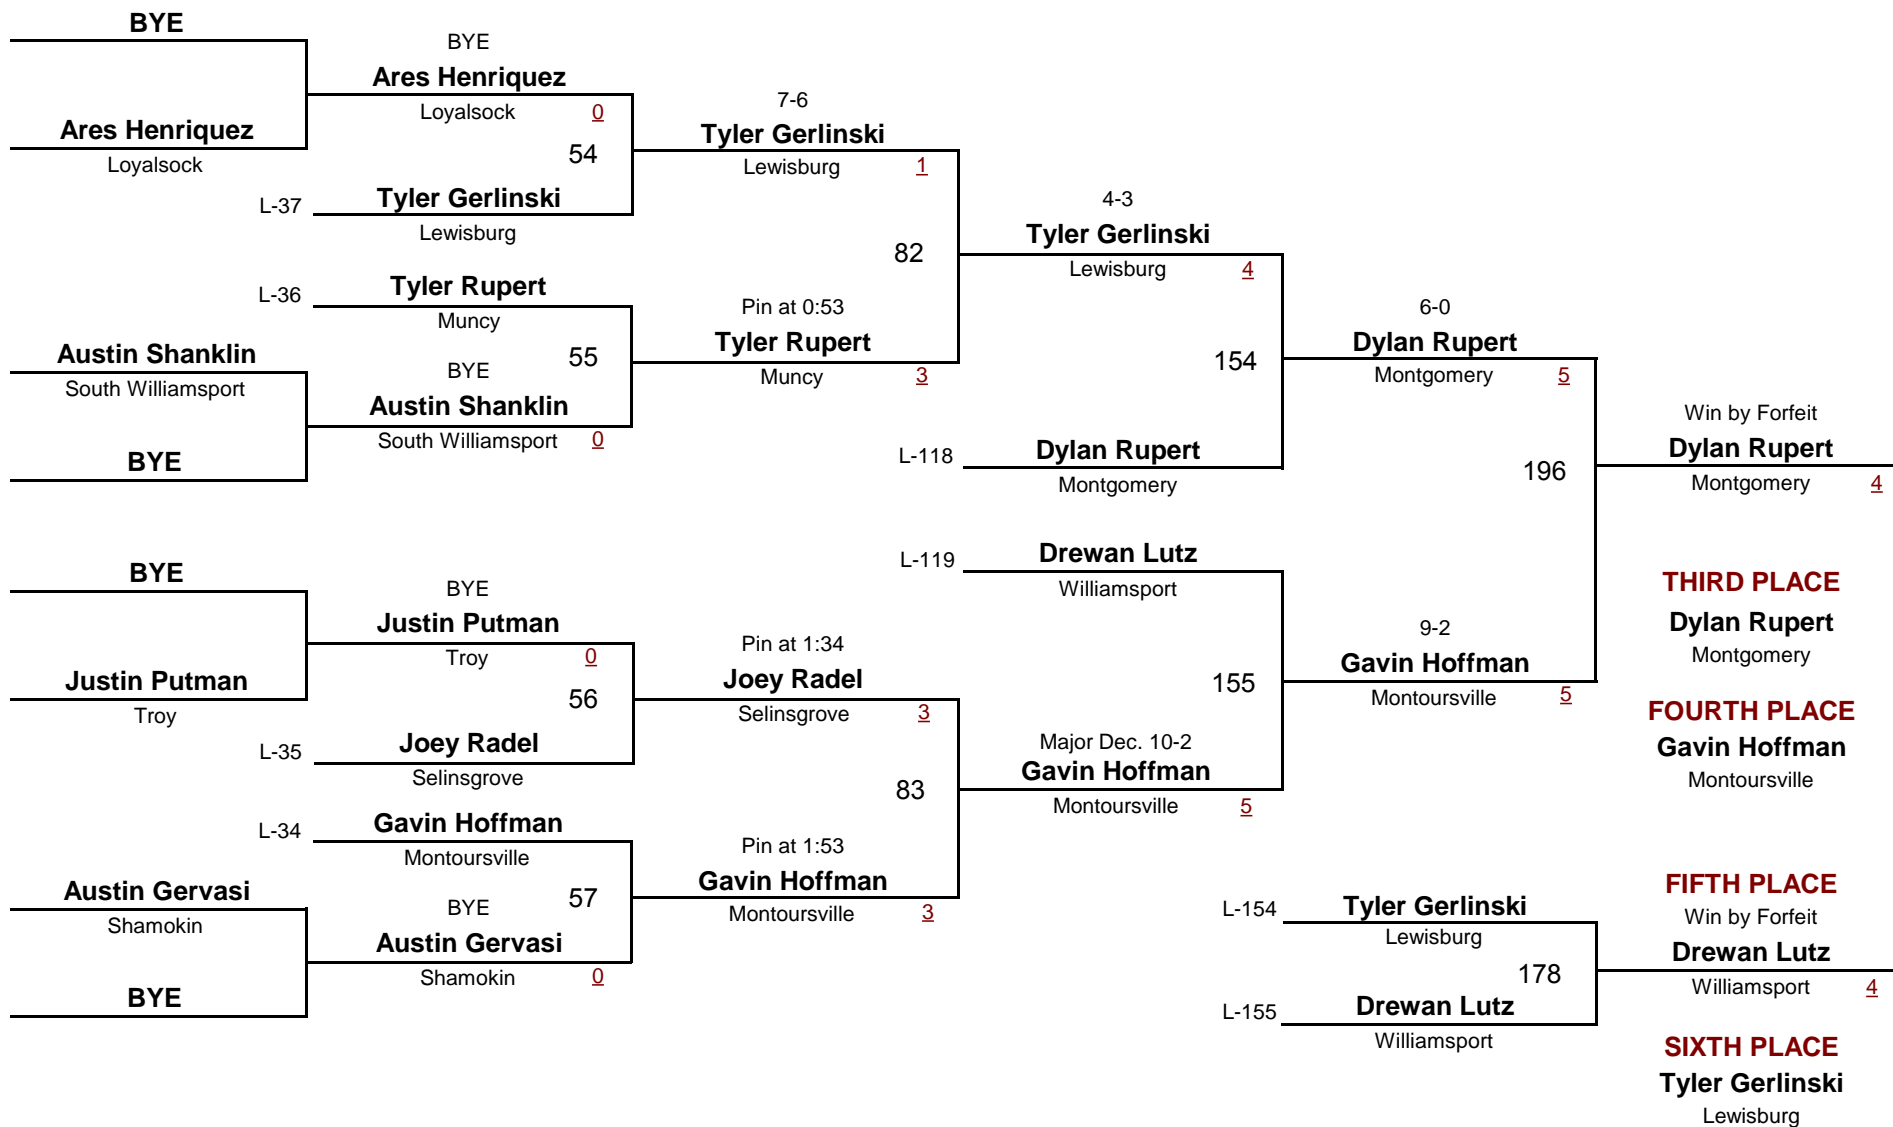 BYE
Ares Henriquez
Loyalsock
BYE
Ares Henriquez
Loyalsock 0
54
L-37 Tyler Gerlinski
Lewisburg
7-6
Tyler Gerlinski
Lewisburg 1
L-36 Tyler Rupert
Muncy
Austin Shanklin
South Williamsport
BYE
55
BYE
Austin Shanklin
South Williamsport 0
Pin at 0:53
Tyler Rupert
Muncy 3
82
4-3
Tyler Gerlinski
Lewisburg 4
154
L-118 Dylan Rupert
Montgomery
6-0
Dylan Rupert
Montgomery 5
196
Win by Forfeit
Dylan Rupert
Montgomery 4
BYE
Justin Putman
Troy
BYE
Justin Putman
Troy 0
56
L-35 Joey Radel
Selinsgrove
Pin at 1:34
Joey Radel
Selinsgrove 3
L-34 Gavin Hoffman
Montoursville
Austin Gervasi
Shamokin
BYE
57
BYE
Austin Gervasi
Shamokin 0
Pin at 1:53
Gavin Hoffman
Montoursville 3
83
L-119 Drewan Lutz
Williamsport
155
Major Dec. 10-2
Gavin Hoffman
Montoursville 5
9-2
Gavin Hoffman
Montoursville 5
THIRD PLACE
Dylan Rupert
Montgomery
FOURTH PLACE
Gavin Hoffman
Montoursville
L-154 Tyler Gerlinski
Lewisburg
178
L-155 Drewan Lutz
Williamsport
FIFTH PLACE
Win by Forfeit
Drewan Lutz
Williamsport 4
SIXTH PLACE
Tyler Gerlinski
Lewisburg